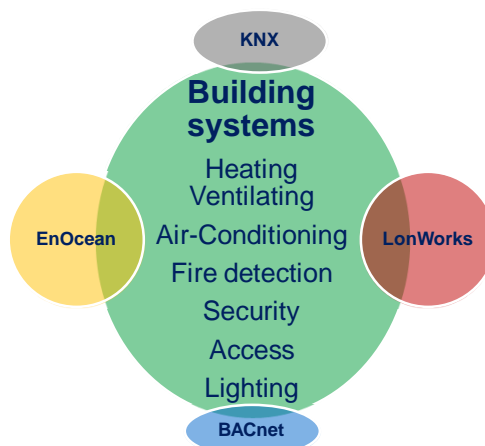 KNX
Building
systems
Heating
Ventilating
EnOcean
Air-Conditioning
LonWorks
Fire detection
Security
Access
Lighting
BACnet